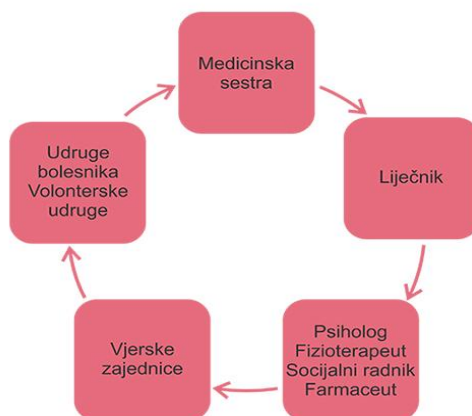 Medicinska
sestra
Liječnik
Psiholog
Fizioterapeut
Socijalni radnik
Farmaceut
Vjerske
zajednice
Udruge
bolesnika
Volonterske
udruge